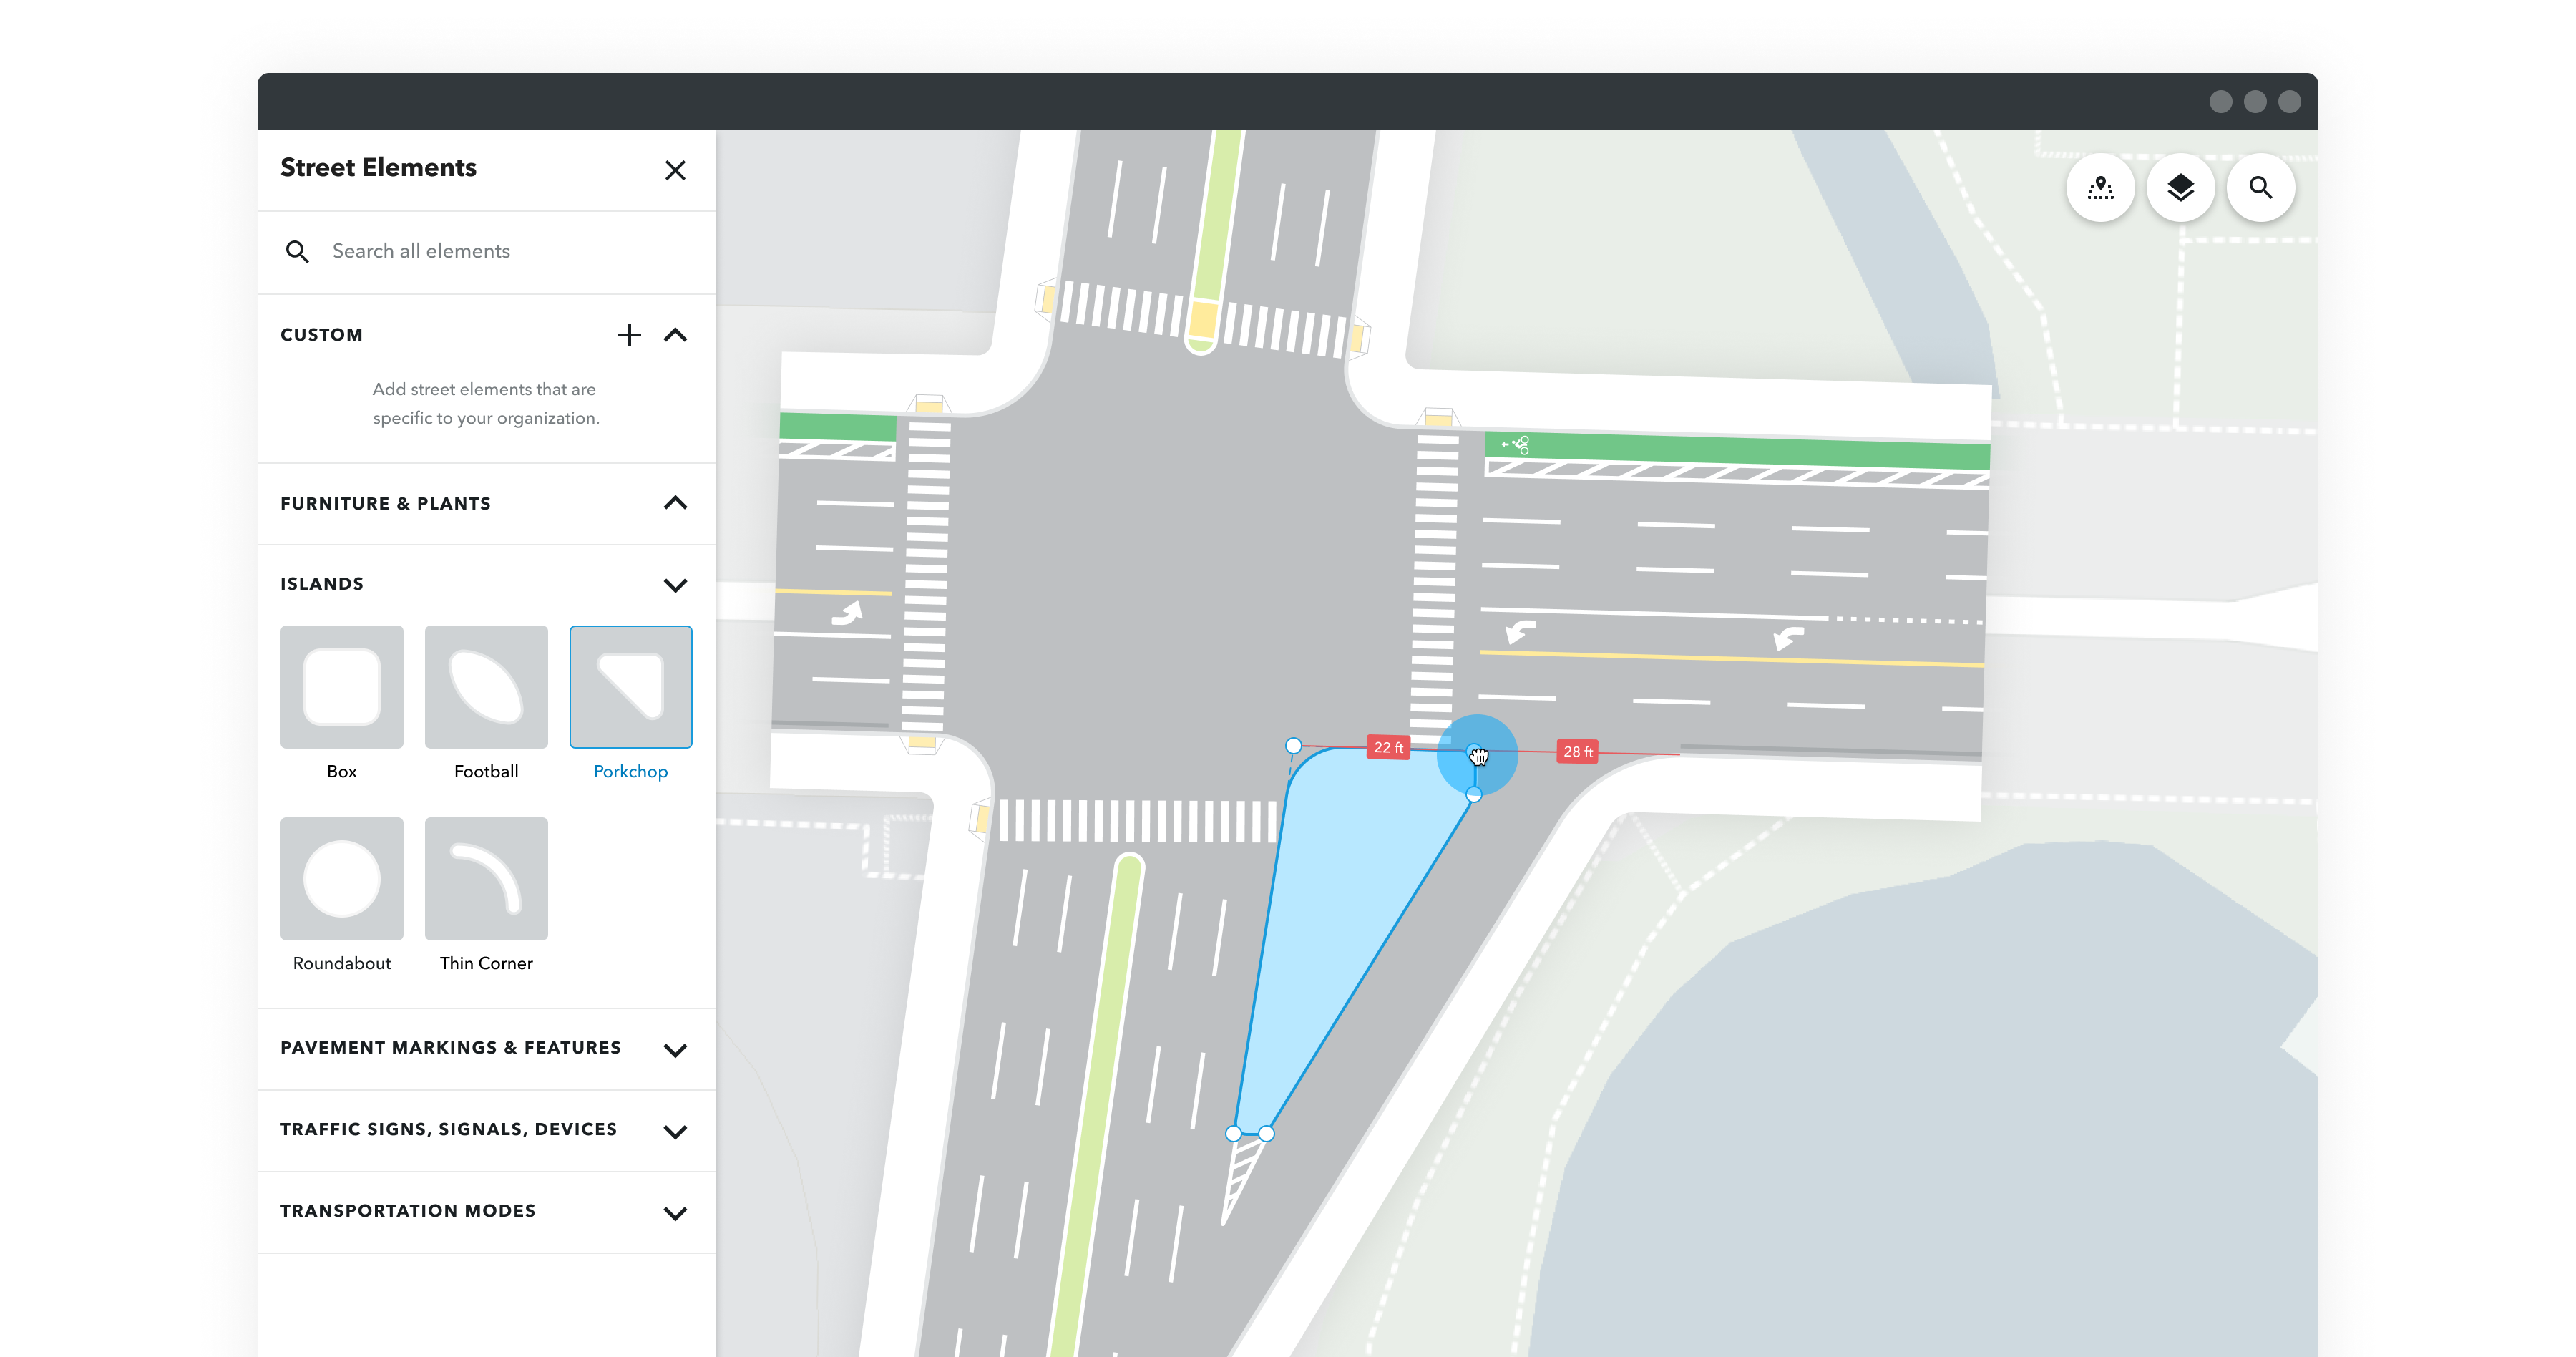 Street Elements
Search all elements
CUSTOM
Add street elements that are
specific to your organization.
FURNITURE & PLANTS
ISLANDS
Box
Football
Porkchop
Roundabout
Thin Corner
PAVEMENT MARKINGS & FEATURES
TRAFFIC SIGNS, SIGNALS, DEVICES
TRANSPORTATION MODES
22 ft
28 ft